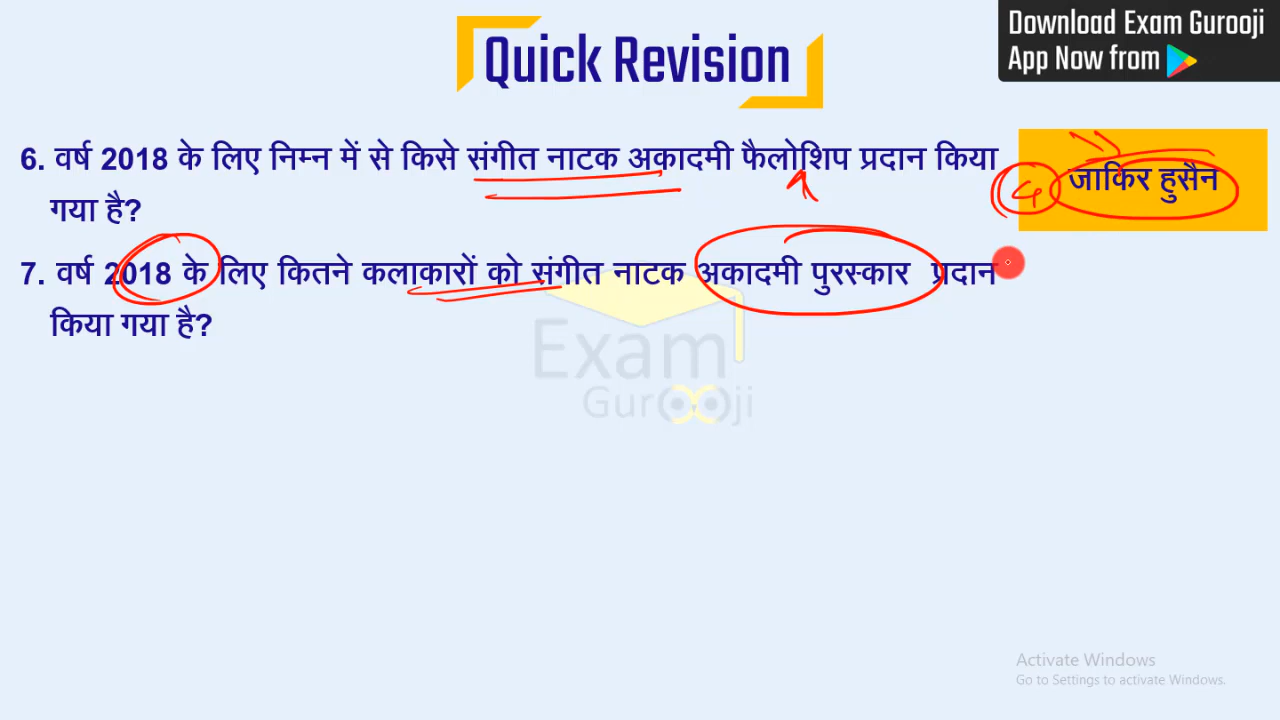 Quick Revision
Download Exam Gurooji
App Now from
6. वर्ष 2018 के लिए निम्न में से किसे संगीत नाटक अकादमी फैलोशिप प्रदान किया
गया है?
जाकिर हुसैन
7. वर्ष 2018 के लिए कितने कलाकारों को संगीत नाटक अकादमी पुरस्कार प्रदान
किया गया है?
Exam
Gurooji
Activate Windows
Go to Settings to activate Windows.